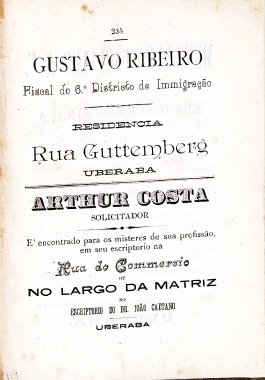 235
GUSTAVO RIBEIRO
Fiscal do 6.º Districto de Immigração
RESIDENCIA
Rua Guttemberg
UBERABA
ARTHUR COSTA
SOLICITADOR
E' encontrado para os misteres de sua profissão,
em seu escriptorio na
Rua do Commercio
OU
NO LARGO DA MATRIZ
NO
ESCRIPTORIO DO DR. JOÃO CAETANO
UBERABA